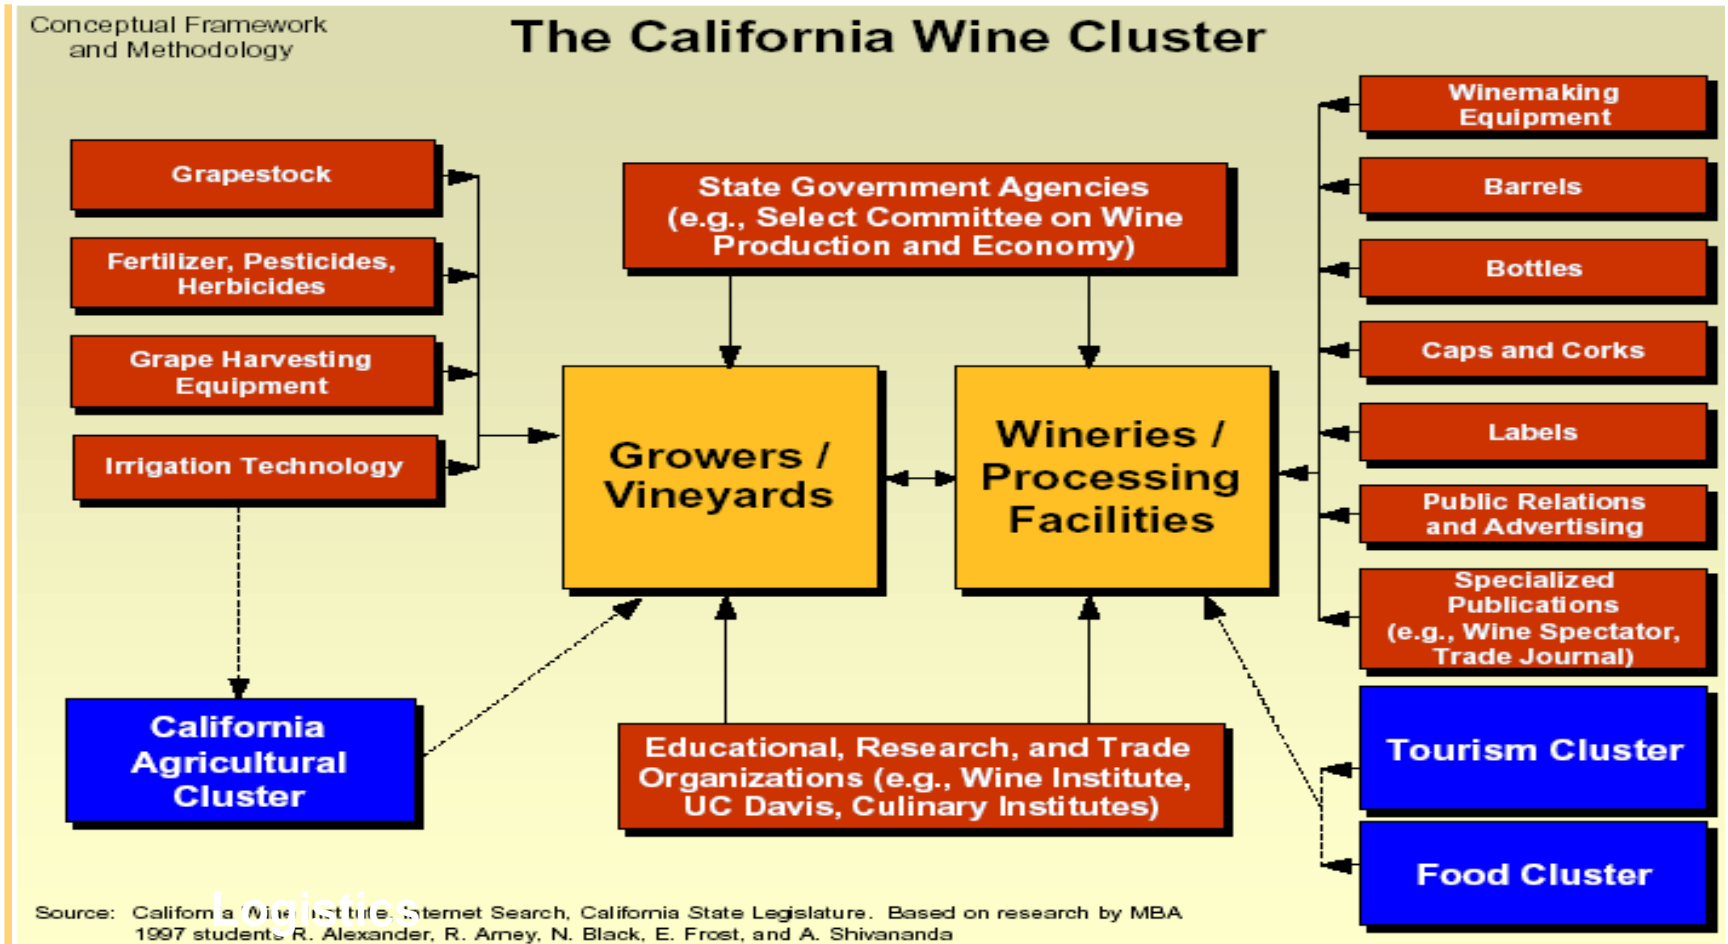 Conceptual Framework
and Methodology
The California Wine Cluster
Grapestock
Fertilizer, Pesticides,
Herbicides
Grape Harvesting
Equipment
Irrigation Technology
State Government Agencies
(e.g., Select Committee on Wine
Production and Economy)
Growers /
Vineyards
Wineries /
Processing
Facilities
Winemaking
Equipment
Barrels
Bottles
Caps and Corks
Labels
Public Relations
and Advertising
Specialized
Publications
(e.g., Wine Spectator,
Trade Journal)
California
Agricultural
Cluster
Educational, Research, and Trade
Organizations (e.g., Wine Institute,
UC Davis, Culinary Institutes)
Tourism Cluster
Food Cluster
Logistics
Source: California Wine Institute, Internet Search, California State Legislature. Based on research by MBA
1997 students R. Alexander, R. Arney, N. Black, E. Frost, and A. Shivananda